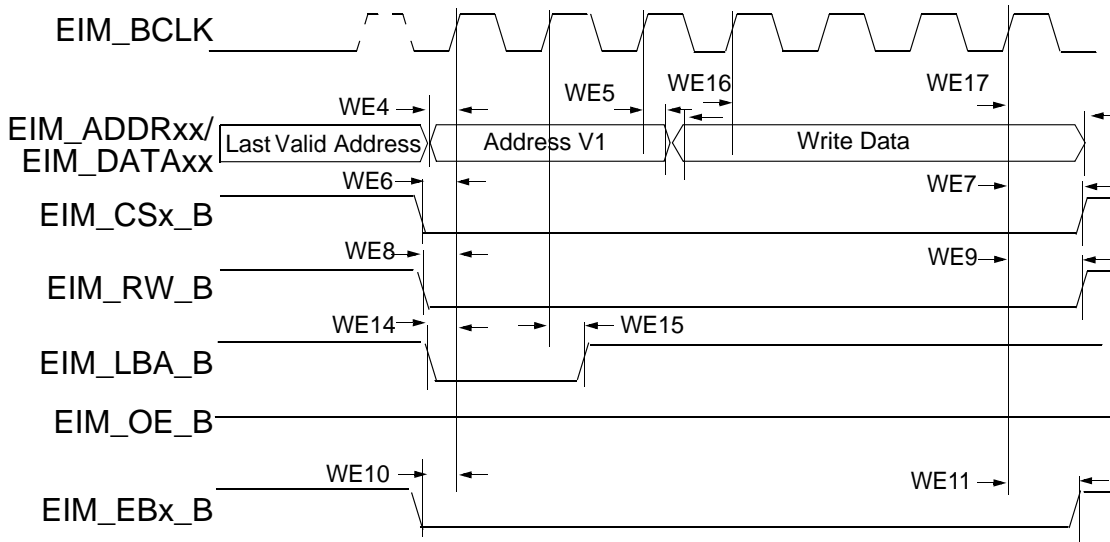 EIM_BCLK
WE4
WE5
WE16
WE17
EIM_ADDRxx/
EIM_DATAxx
Last Valid Address
Address V1
Write Data
WE6
WE7
EIM_CSx_B
WE8
WE9
EIM_RW_B
WE14
WE15
EIM_LBA_B
EIM_OE_B
WE10
WE11
EIM_EBx_B